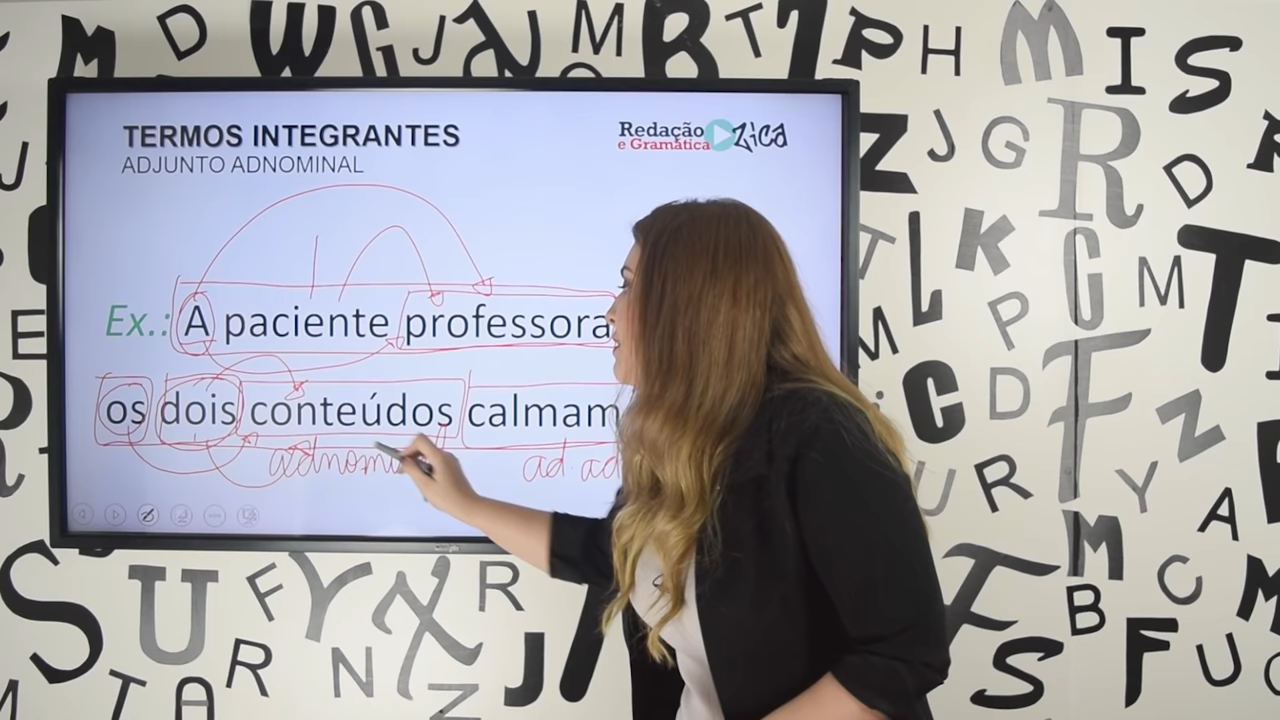 TERMOS INTEGRANTES
ADJUNTO ADNOMINAL
Redação
e Gramática
Zica
Ex.: A paciente professora
os dois conteúdos calmam
adnomi
ad. ad